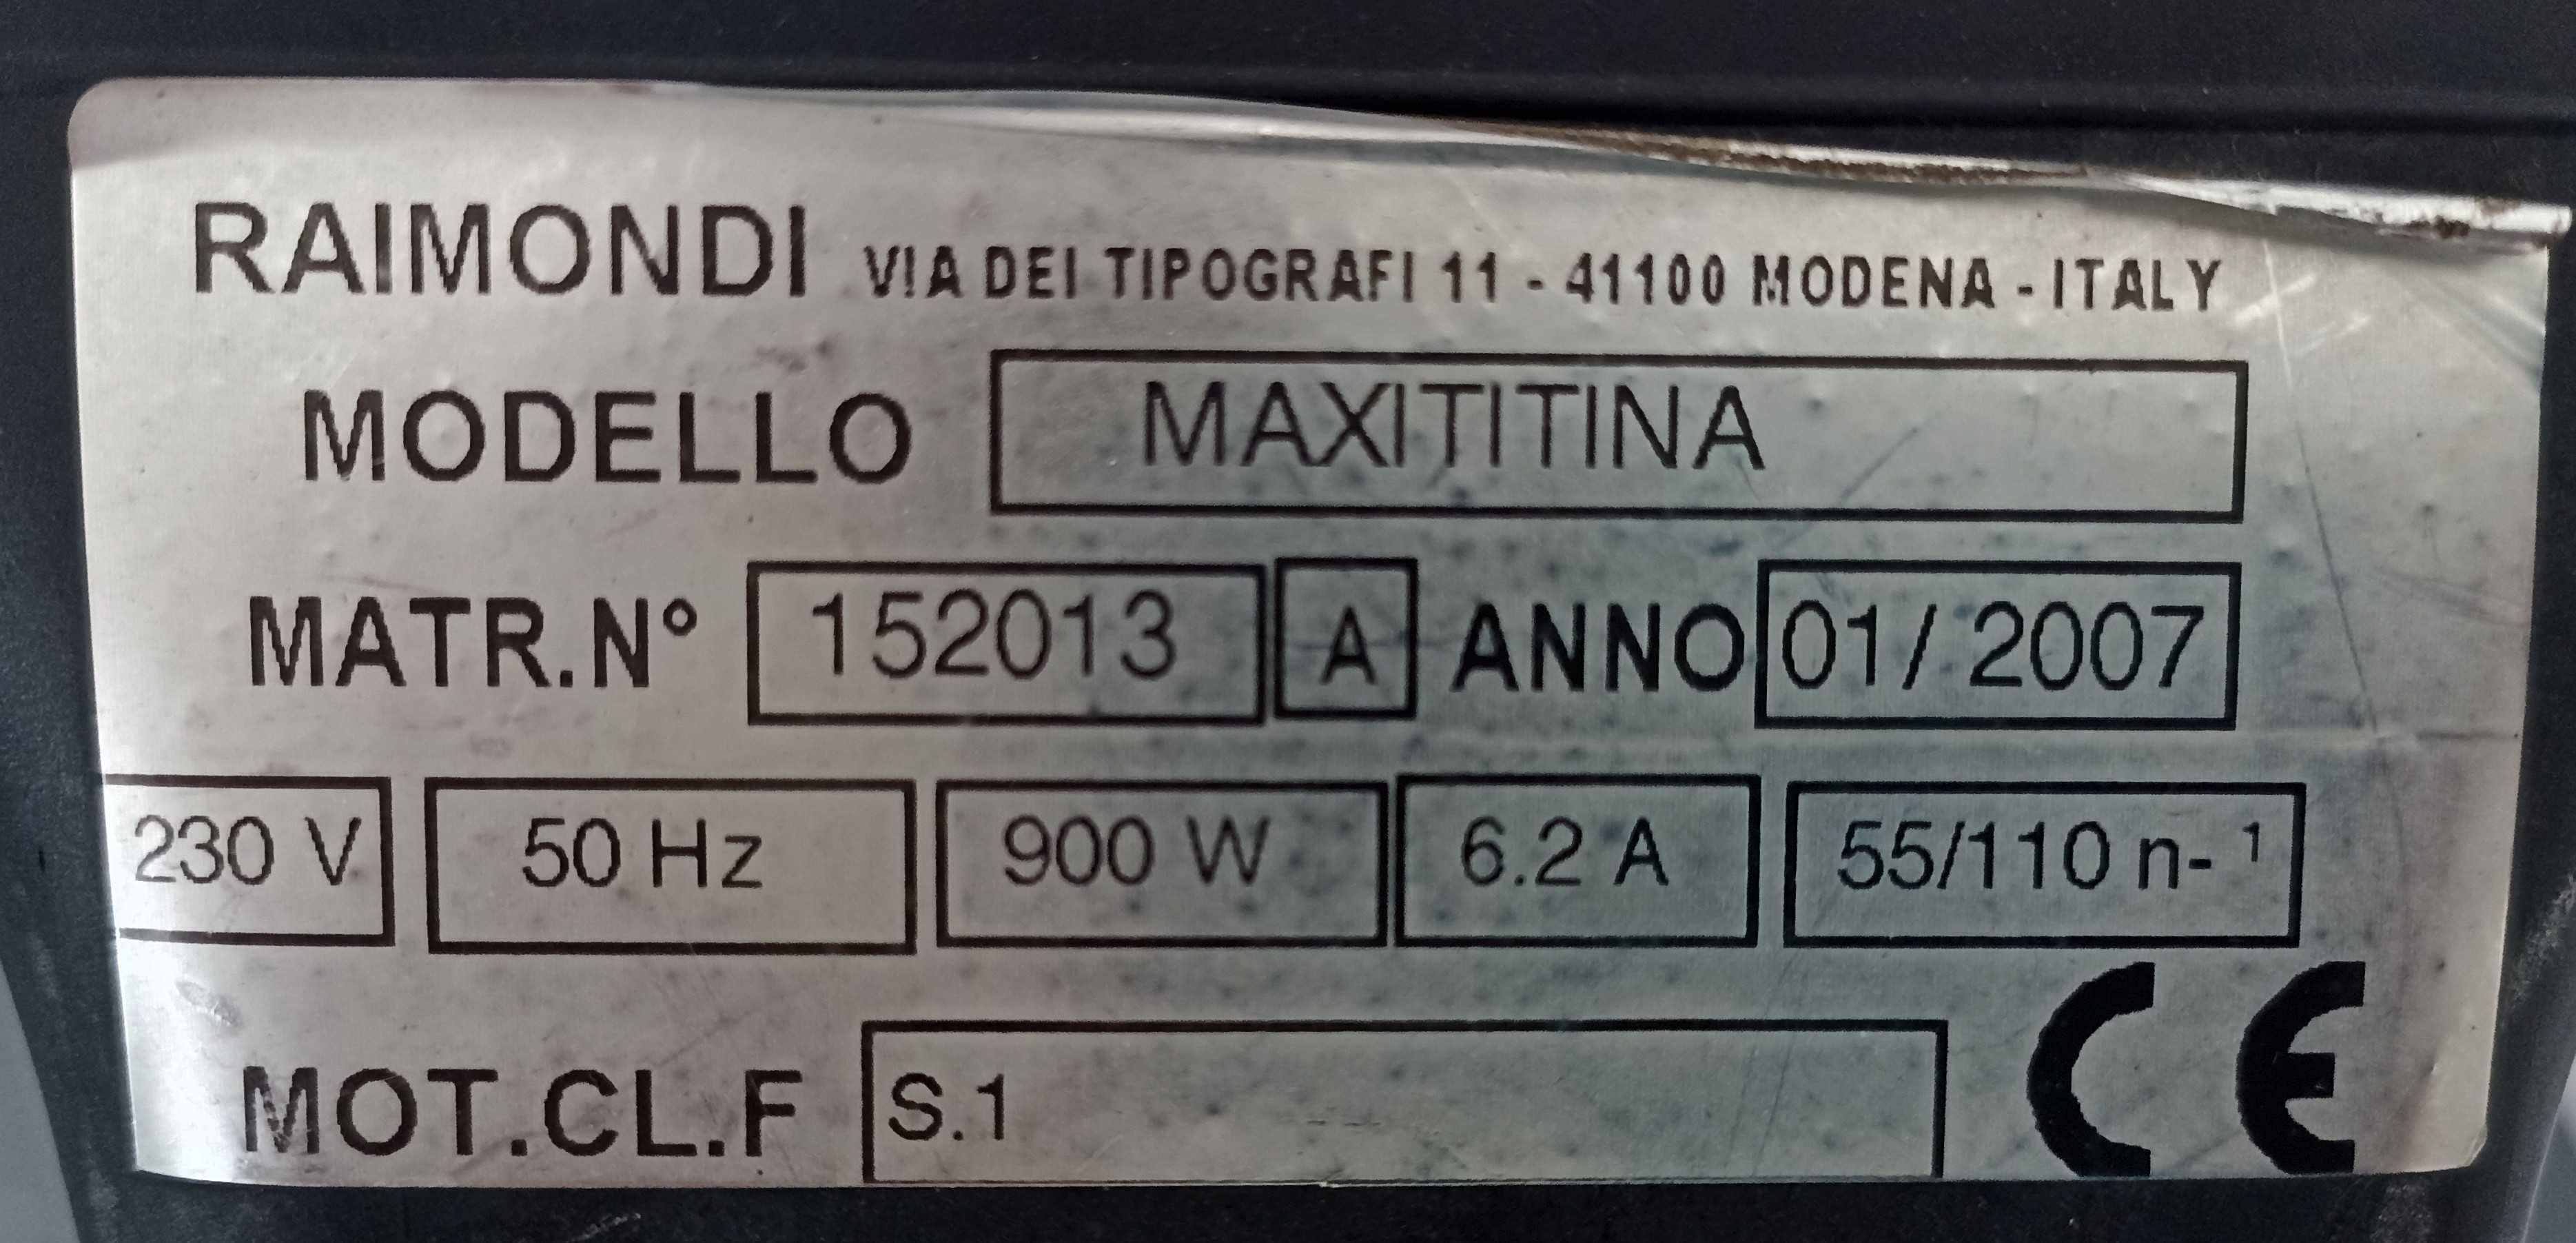 RAIMONDI VIA DEI TIPOGRAFI 11 - 41100 MODENA - ITALY
MODELLO MAXITITINA
MATR.N° 152013 A ANNO 01/ 2007
230 V 50 Hz 900 W 6.2 A 55/110 n- ¹
MOT.CL.F S.1 CE